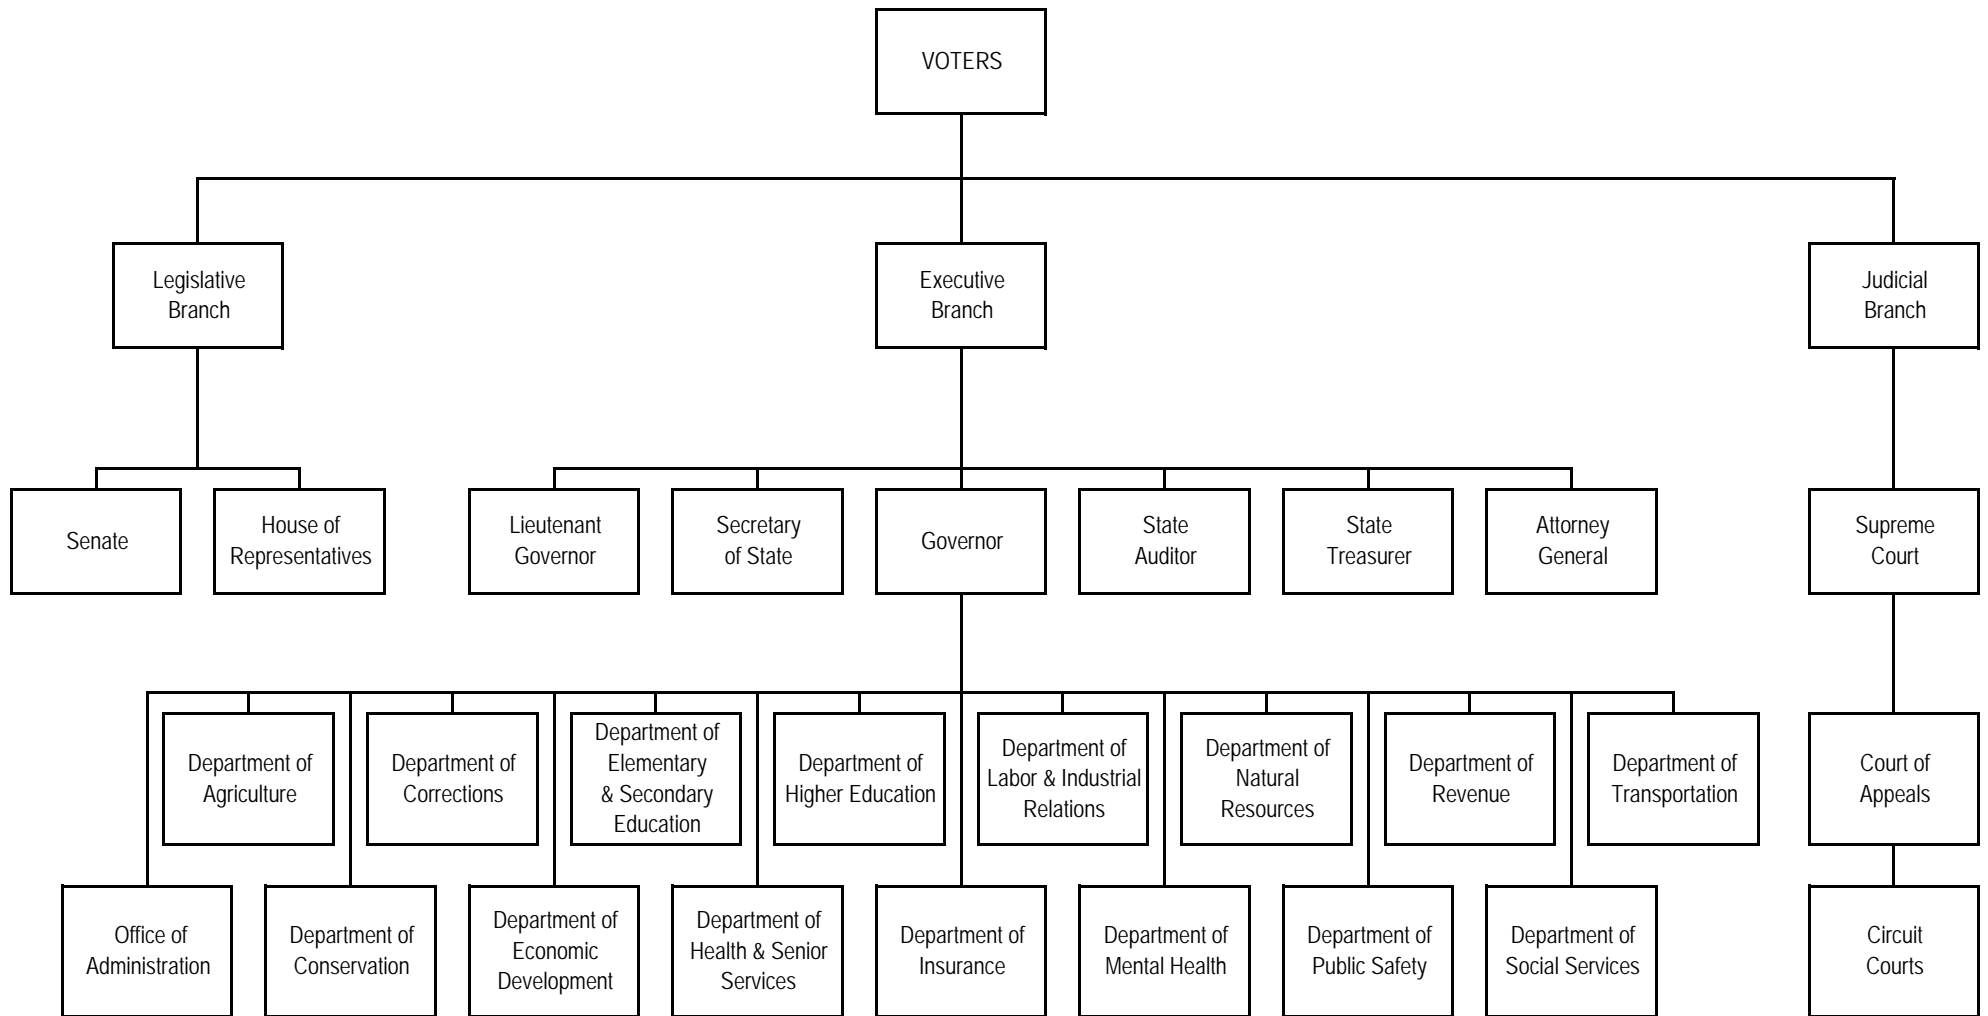 VOTERS
Legislative
Branch
Executive
Branch
Judicial
Branch
Senate
House of
Representatives
Lieutenant
Governor
Secretary
of State
Governor
State
Auditor
State
Treasurer
Attorney
General
Supreme
Court
Department of
Agriculture
Department of
Corrections
Department of
Elementary
& Secondary
Education
Department of
Higher Education
Department of
Labor & Industrial
Relations
Department of
Natural
Resources
Department of
Revenue
Department of
Transportation
Court of
Appeals
Office of
Administration
Department of
Conservation
Department of
Economic
Development
Department of
Health & Senior
Services
Department of
Insurance
Department of
Mental Health
Department of
Public Safety
Department of
Social Services
Circuit
Courts